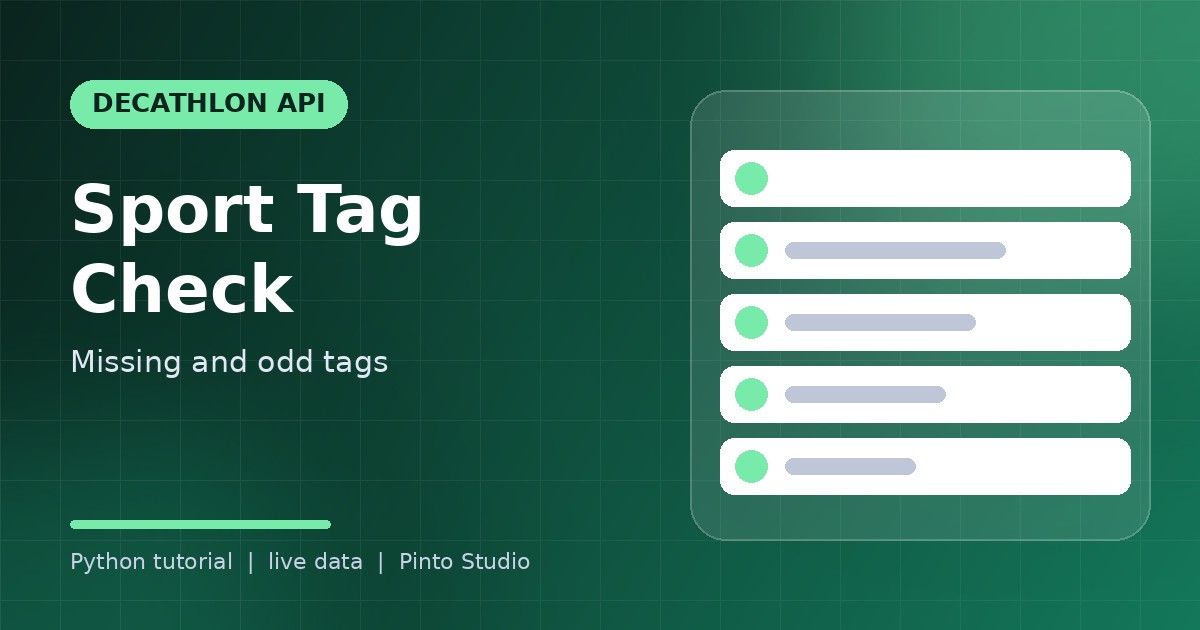 DECATHLON API
Sport Tag
Check
Missing and odd tags
Python tutorial | live data | Pinto Studio